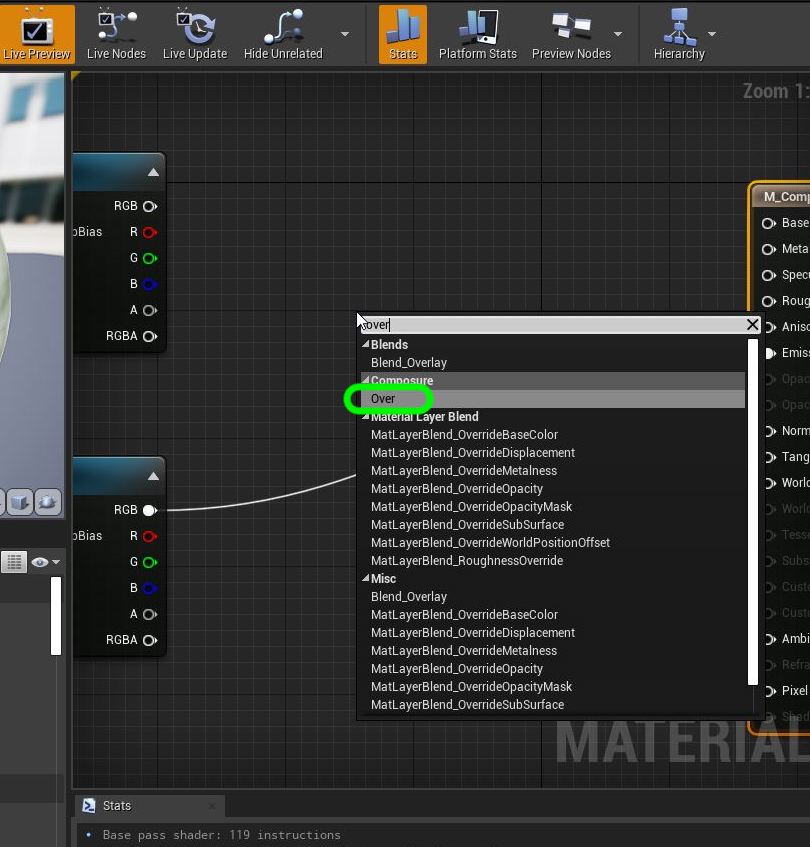 Live Preview Live Nodes Live Update Hide Unrelated Stats Platform Stats Preview Nodes Hierarchy
Zoom 1:
RGB
pBias R
G
B
A
RGBA
RGB
pBias R
G
B
A
RGBA
over
Blends
Blend_Overlay
Composure
Over
Material Layer Blend
MatLayerBlend_OverrideBaseColor
MatLayerBlend_OverrideDisplacement
MatLayerBlend_OverrideMetalness
MatLayerBlend_OverrideOpacity
MatLayerBlend_OverrideOpacityMask
MatLayerBlend_OverrideSubSurface
MatLayerBlend_OverrideWorldPositionOffset
MatLayerBlend_RoughnessOverride
Misc
Blend_Overlay
MatLayerBlend_OverrideBaseColor
MatLayerBlend_OverrideDisplacement
MatLayerBlend_OverrideMetalness
MatLayerBlend_OverrideOpacity
MatLayerBlend_OverrideOpacityMask
MatLayerBlend_OverrideSubSurface
M_Comp
Base
Meta
Specu
Roug
Aniso
Emiss
Opac
Opac
Norm
Tang
World
World
Tesse
Subs
Custo
Custo
Ambi
Refra
Pixel
Shad
MATERIAL
Stats
Base pass shader: 119 instructions